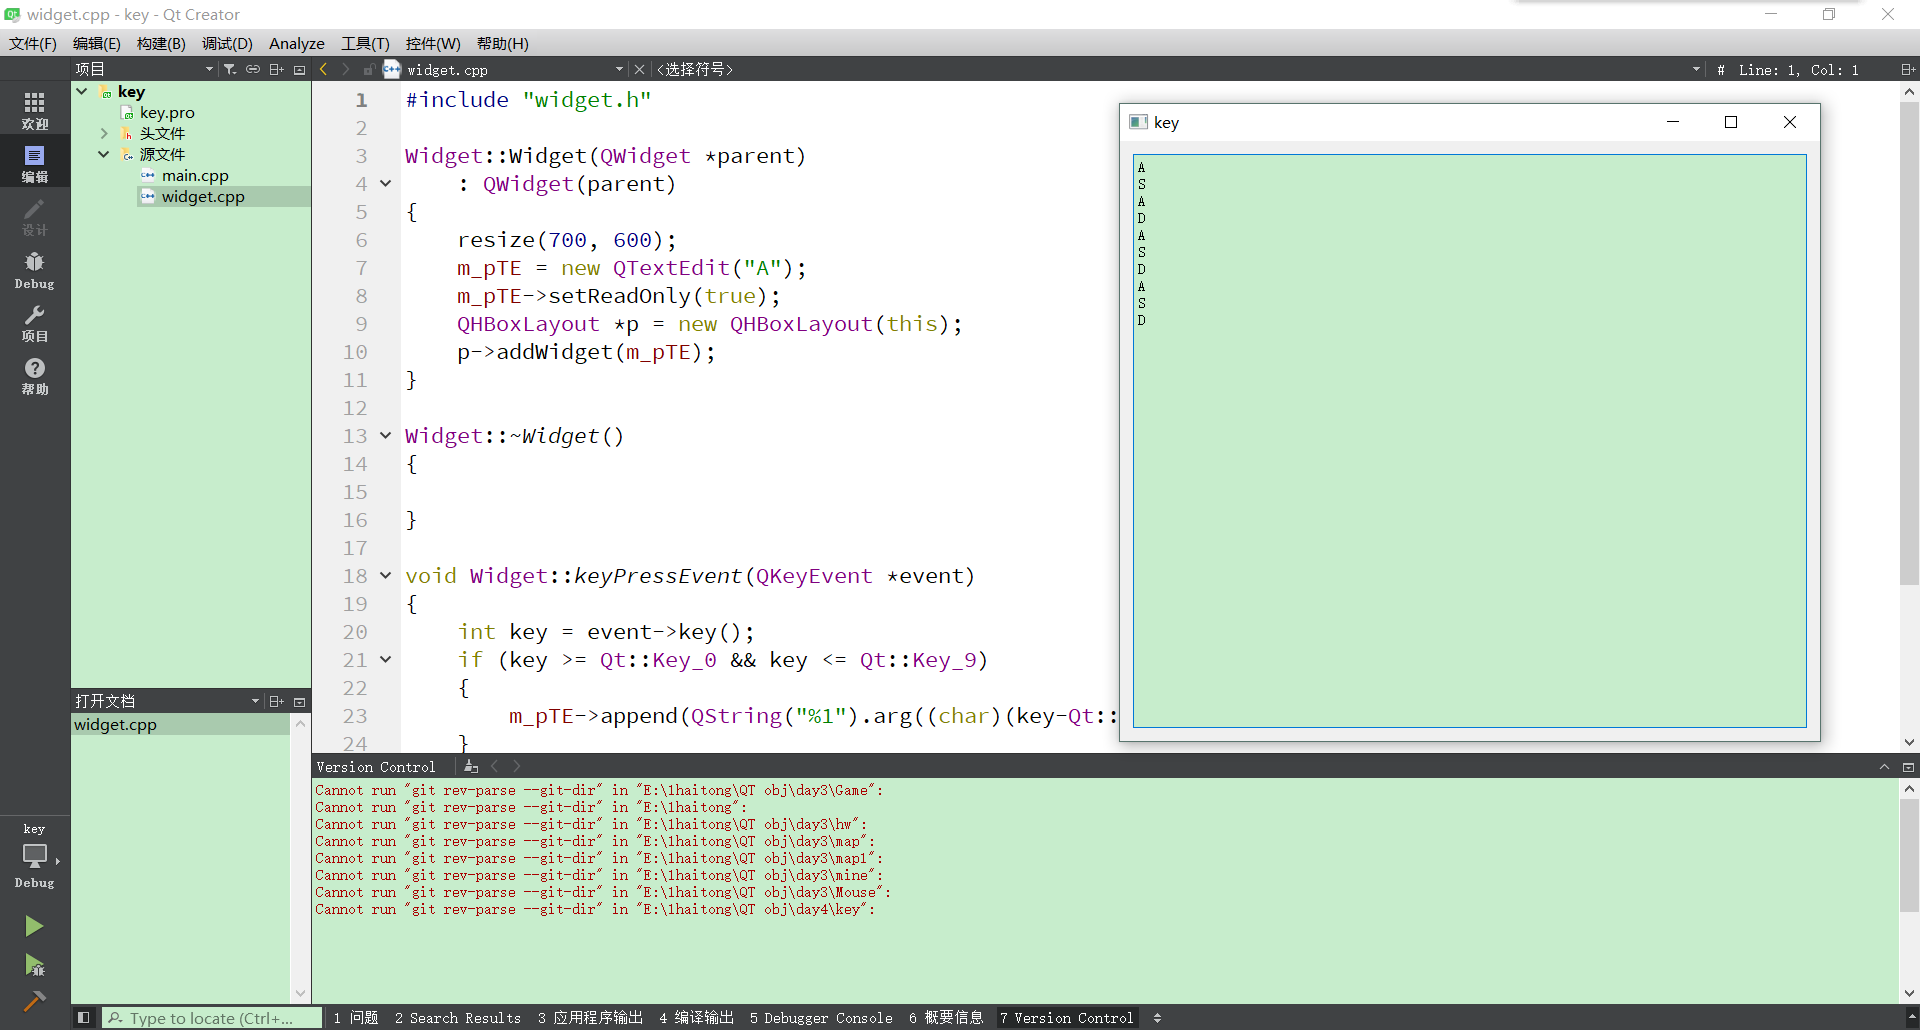 widget.cpp - key - Qt Creator
文件(F) 编辑(E) 构建(B) 调试(D) Analyze 工具(T) 控件(W) 帮助(H)
项目
widget.cpp
<选择符号>
# Line: 1, Col: 1
欢迎
编辑
设计
Debug
项目
帮助
key
Debug
key
key.pro
头文件
源文件
main.cpp
widget.cpp
打开文档
widget.cpp
1 #include "widget.h"
2
3 Widget::Widget(QWidget *parent)
4 : QWidget(parent)
5 {
6 resize(700, 600);
7 m_pTE = new QTextEdit("A");
8 m_pTE->setReadOnly(true);
9 QHBoxLayout *p = new QHBoxLayout(this);
10 p->addWidget(m_pTE);
11 }
12
13 Widget::~Widget()
14 {
15
16 }
17
18 void Widget::keyPressEvent(QKeyEvent *event)
19 {
20 int key = event->key();
21 if (key >= Qt::Key_0 && key <= Qt::Key_9)
22 {
23 m_pTE->append(QString("%1").arg((char)(key-Qt::
24 }
key
A
S
A
D
A
S
D
A
S
D
Version Control
Cannot run "git rev-parse --git-dir" in "E:\1haitong\QT obj\day3\Game":
Cannot run "git rev-parse --git-dir" in "E:\1haitong":
Cannot run "git rev-parse --git-dir" in "E:\1haitong\QT obj\day3\hw":
Cannot run "git rev-parse --git-dir" in "E:\1haitong\QT obj\day3\map":
Cannot run "git rev-parse --git-dir" in "E:\1haitong\QT obj\day3\map1":
Cannot run "git rev-parse --git-dir" in "E:\1haitong\QT obj\day3\mine":
Cannot run "git rev-parse --git-dir" in "E:\1haitong\QT obj\day3\Mouse":
Cannot run "git rev-parse --git-dir" in "E:\1haitong\QT obj\day4\key":
Type to locate (Ctrl+...
1 问题 2 Search Results 3 应用程序输出 4 编译输出 5 Debugger Console 6 概要信息 7 Version Control